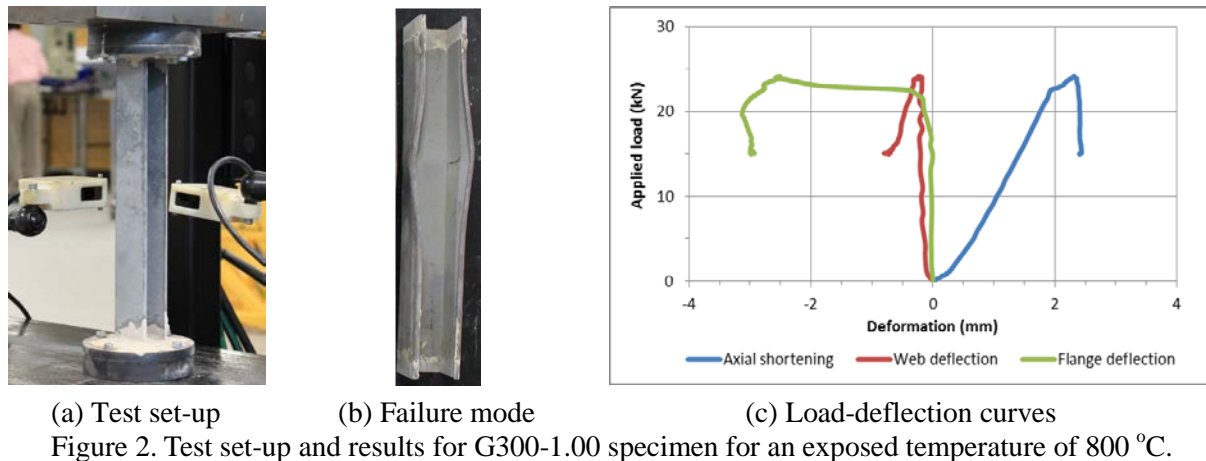 30
20
10
0
Applied load (kN)
-4 -2 0 2 4
Deformation (mm)
Axial shortening Web deflection Flange deflection
(a) Test set-up (b) Failure mode (c) Load-deflection curves
Figure 2. Test set-up and results for G300-1.00 specimen for an exposed temperature of 800 °C.